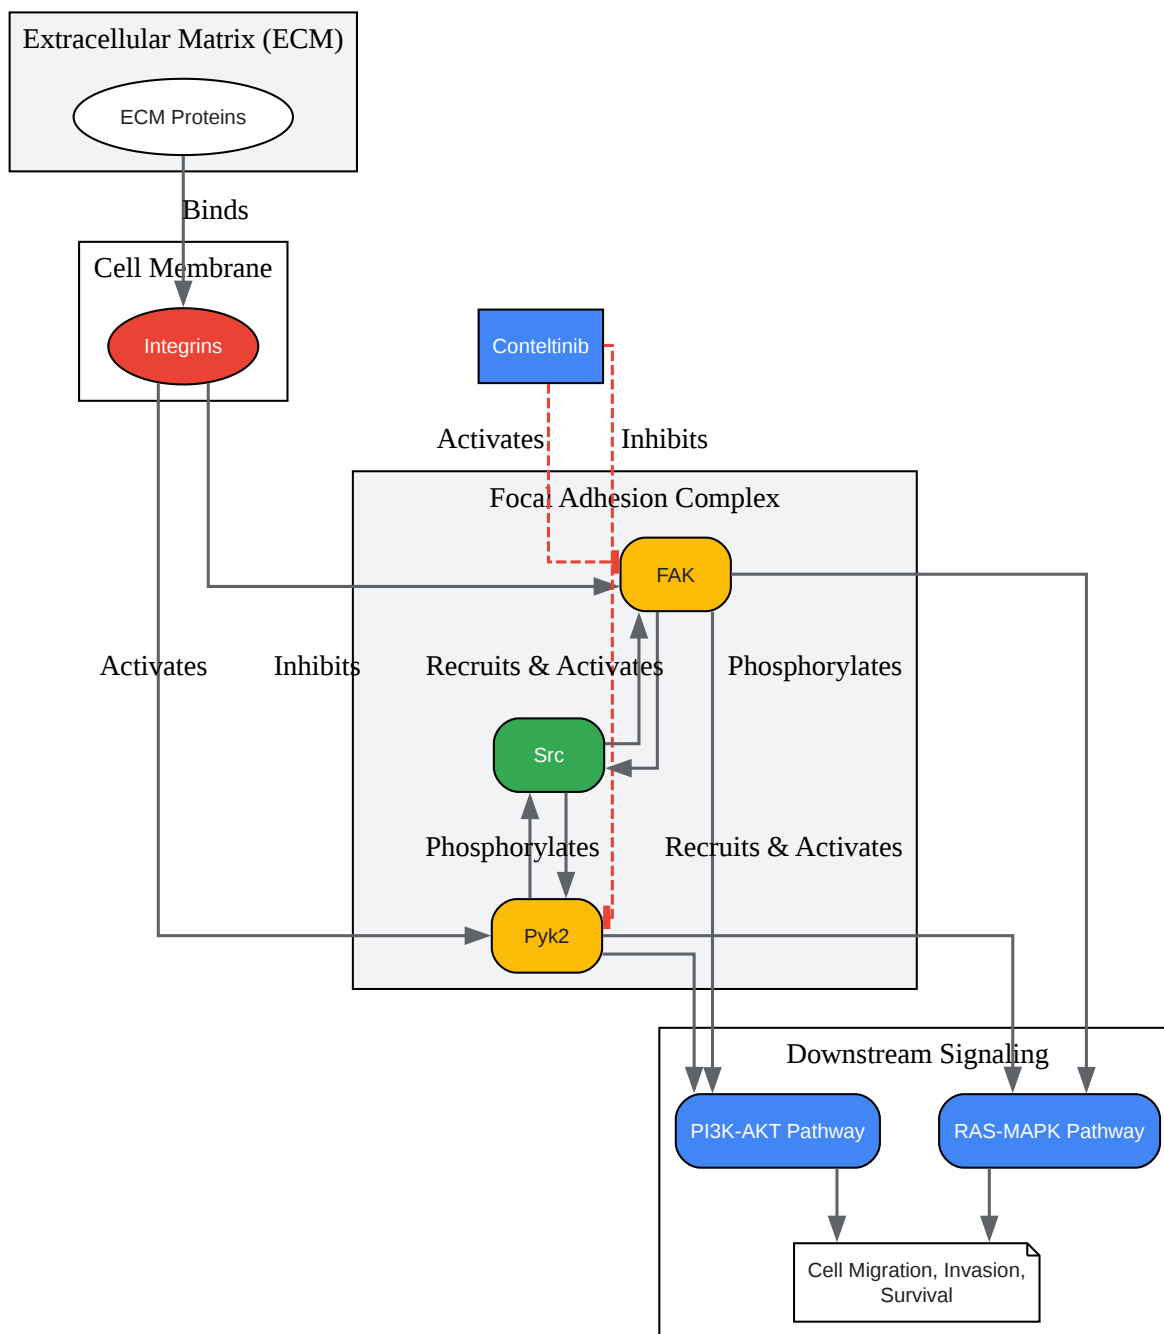 Extracellular Matrix (ECM)
ECM Proteins
Binds
Cell Membrane
Integrins
Conteltinib
Activates
Inhibits
Focal Adhesion Complex
FAK
Activates
Inhibits
Recruits & Activates
Phosphorylates
Src
Phosphorylates
Recruits & Activates
Pyk2
Downstream Signaling
PI3K-AKT Pathway
RAS-MAPK Pathway
Cell Migration, Invasion,
Survival